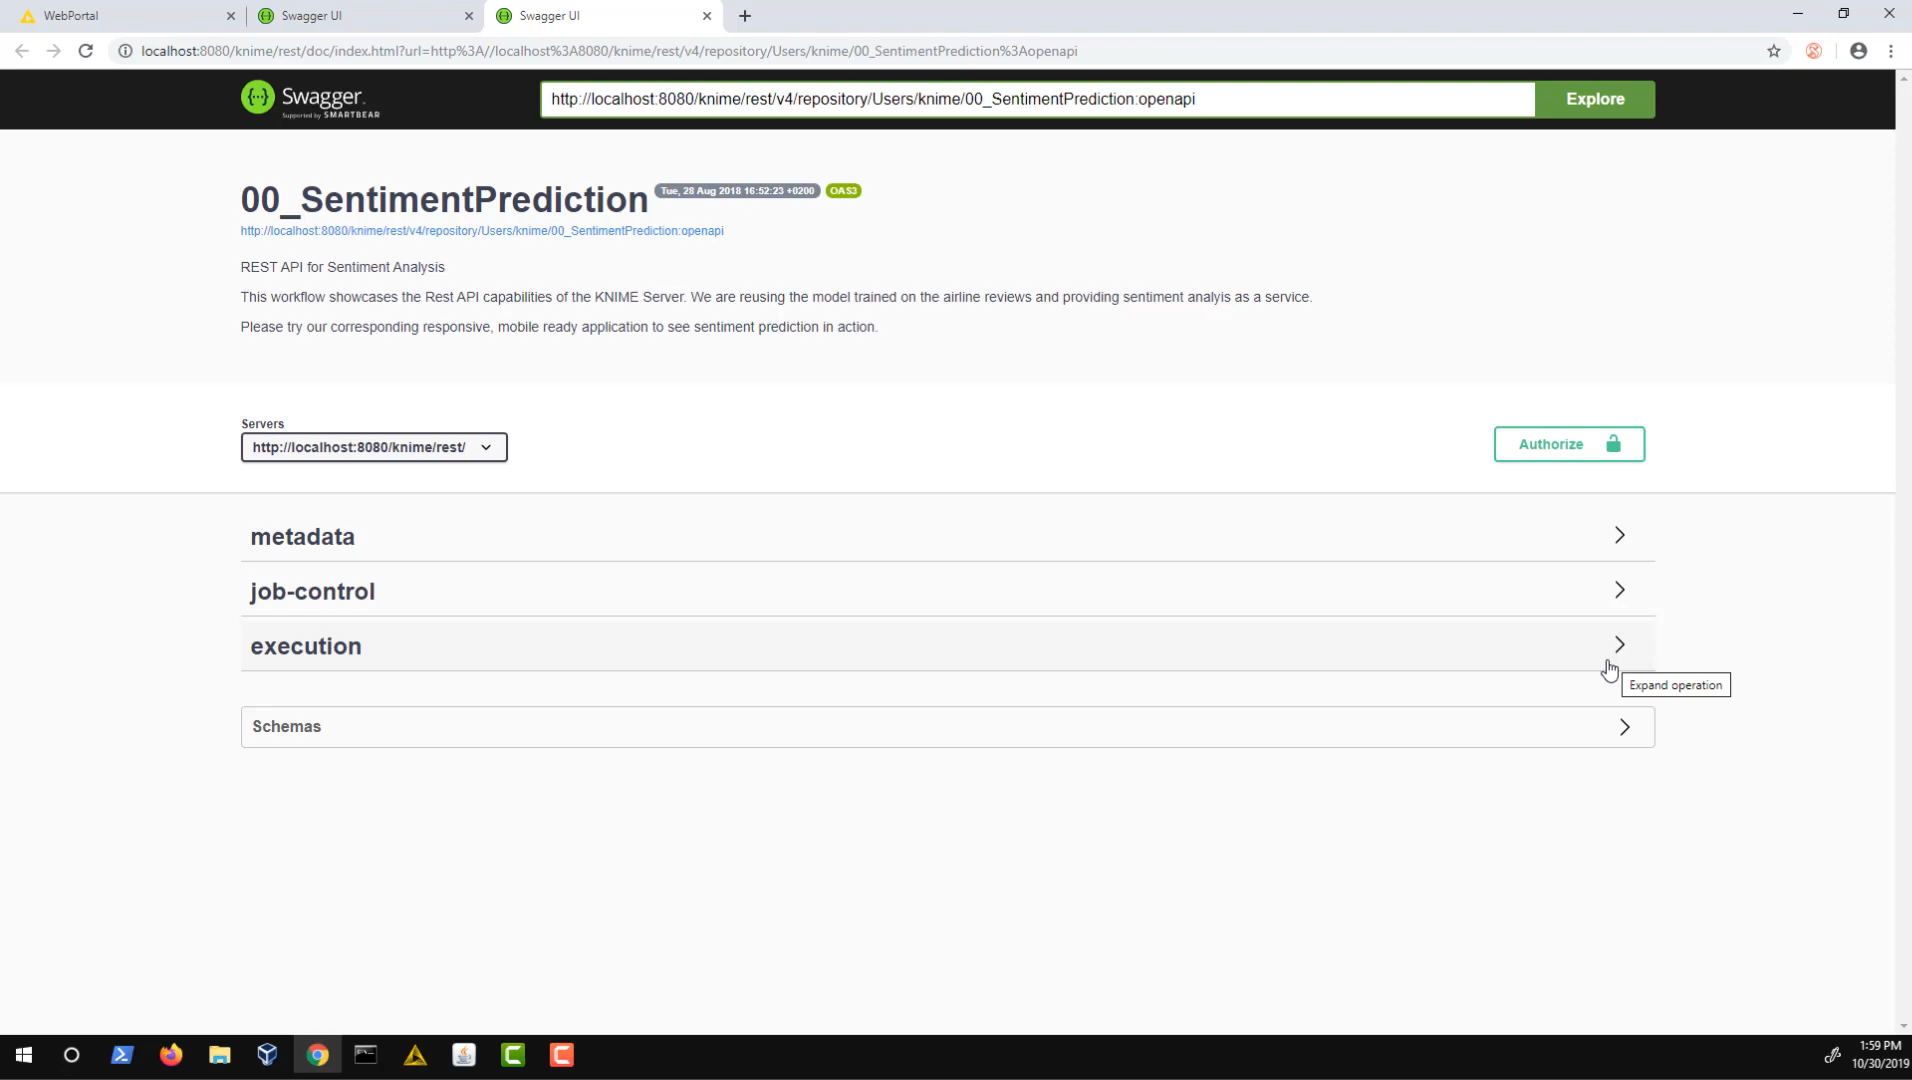 WebPortal
Swagger UI
Swagger UI
localhost:8080/knime/rest/doc/index.html?url=http%3A//localhost%3A8080/knime/rest/v4/repository/Users/knime/00_SentimentPrediction%3Aopenapi
Swagger.
Supported by SMARTBEAR
http://localhost:8080/knime/rest/v4/repository/Users/knime/00_SentimentPrediction:openapi
Explore
00_SentimentPrediction
Tue, 28 Aug 2018 16:52:23 +0200
OAS3
http://localhost:8080/knime/rest/v4/repository/Users/knime/00_SentimentPrediction:openapi
REST API for Sentiment Analysis
This workflow showcases the Rest API capabilities of the KNIME Server. We are reusing the model trained on the airline reviews and providing sentiment analyis as a service.
Please try our corresponding responsive, mobile ready application to see sentiment prediction in action.
Servers
http://localhost:8080/knime/rest/
Authorize
metadata
job-control
execution
Expand operation
Schemas
1:59 PM
10/30/2019